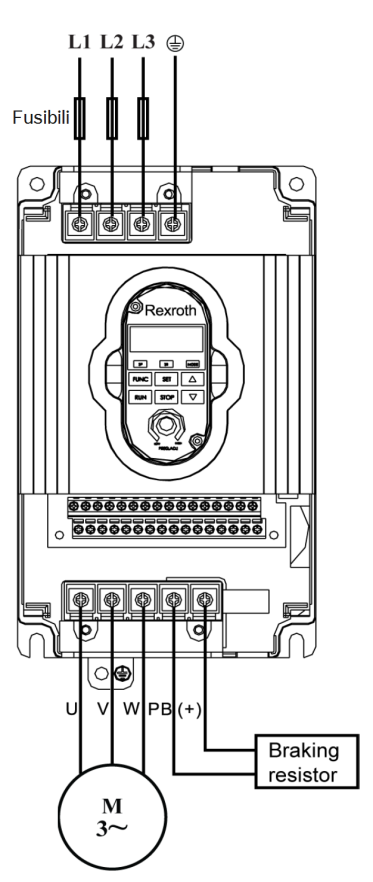 L1 L2 L3
Fusibili
Rexroth
FUNC SET
RUN STOP
U V W PB (+)
Braking
resistor
M
3~